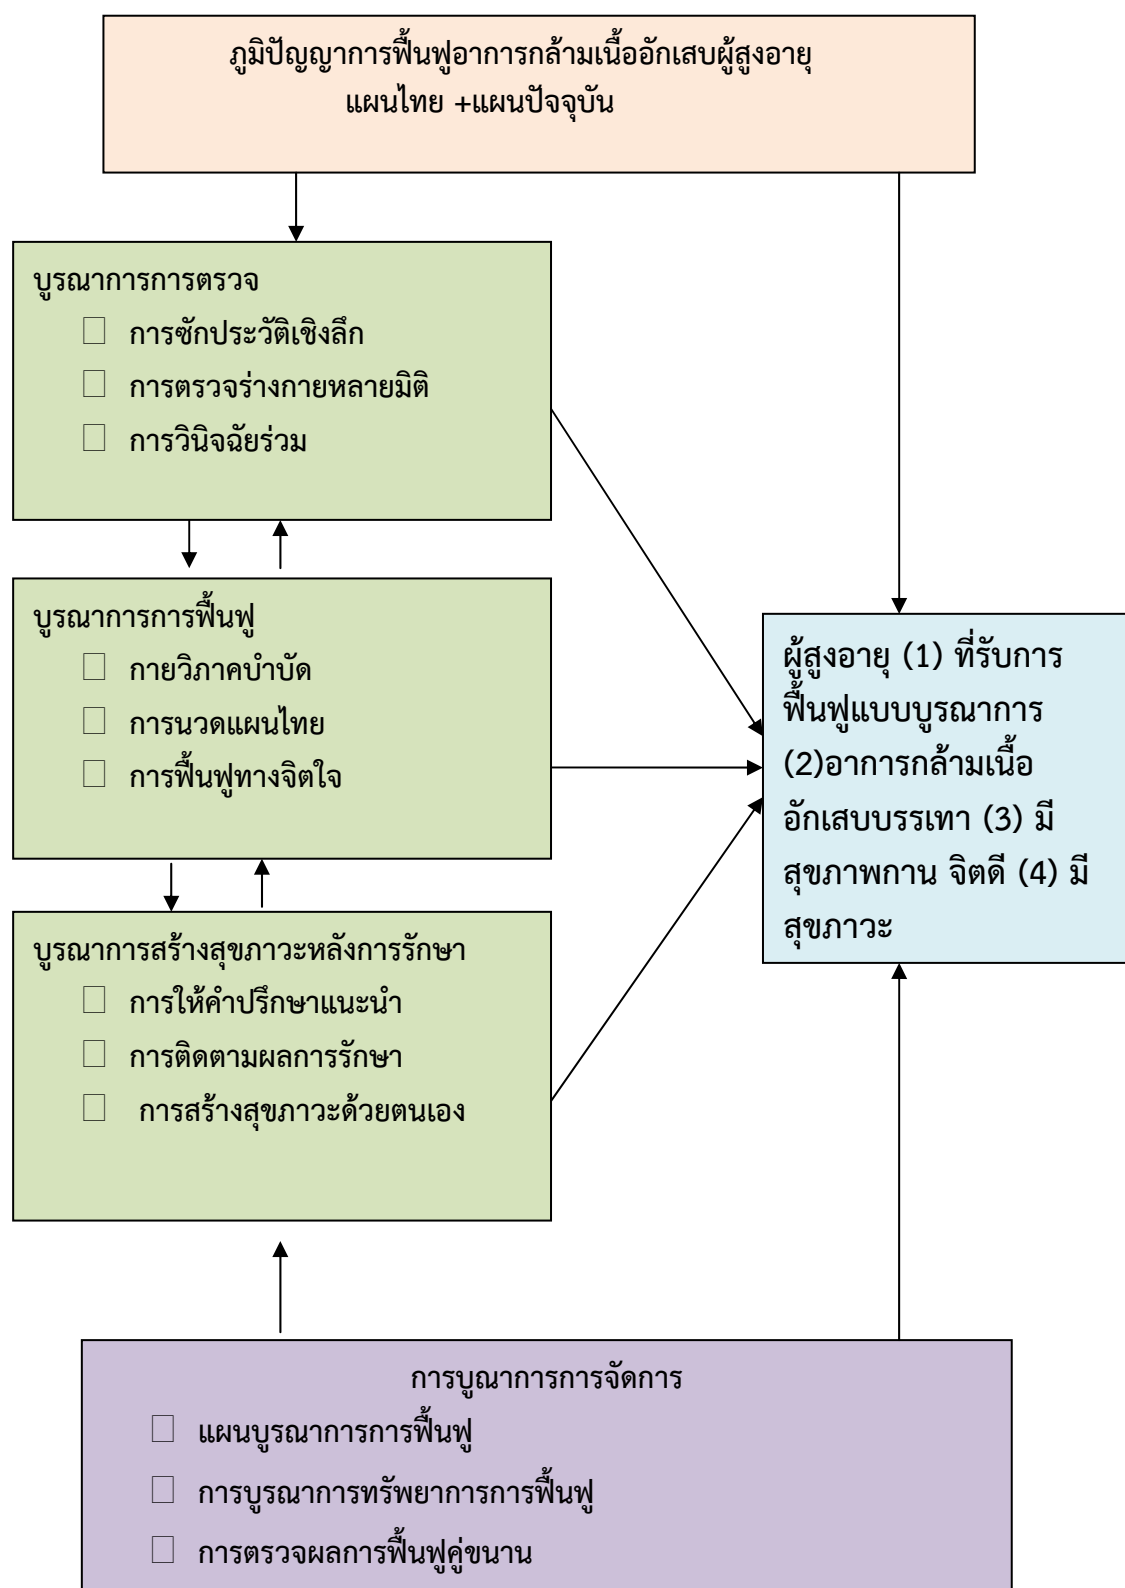 ภูมิปัญญาการฟื้นฟูอาการกล้ามเนื้ออักเสบผู้สูงอายุ
แผนไทย +แผนปัจจุบัน
บูรณาการการตรวจ
การซักประวัติเชิงลึก
การตรวจร่างกายหลายมิติ
การวินิจฉัยร่วม
บูรณาการการฟื้นฟู
กายวิภาคบำบัด
การนวดแผนไทย
การฟื้นฟูทางจิตใจ
บูรณาการสร้างสุขภาวะหลังการรักษา
การให้คำปรึกษาแนะนำ
การติดตามผลการรักษา
การสร้างสุขภาวะด้วยตนเอง
ผู้สูงอายุ (1) ที่รับการ
ฟื้นฟูแบบบูรณาการ
(2)อาการกล้ามเนื้อ
อักเสบบรรเทา (3) มี
สุขภาพกาน จิตดี (4) มี
สุขภาวะ
การบูณาการการจัดการ
แผนบูรณาการการฟื้นฟู
การบูรณาการทรัพยาการการฟื้นฟู
การตรวจผลการฟื้นฟูคู่ขนาน